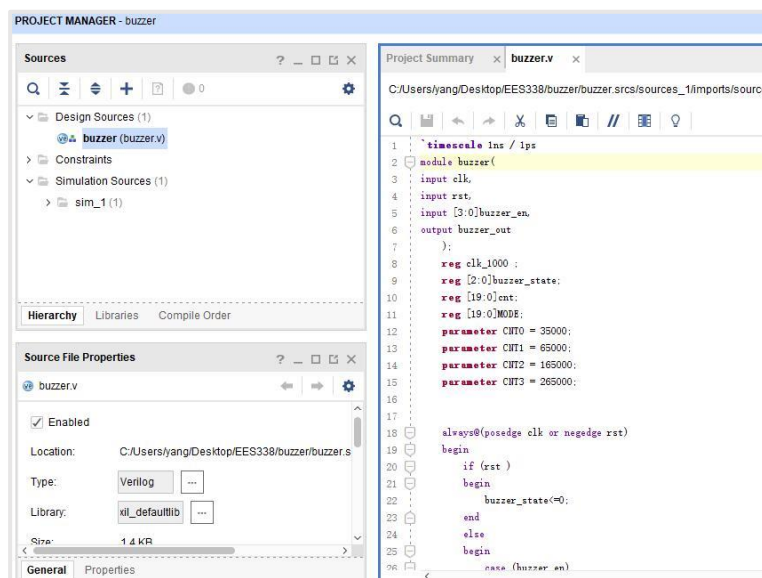 PROJECT MANAGER - buzzer
Sources
? _ □ X
0
Design Sources (1)
buzzer (buzzer.v)
Constraints
Simulation Sources (1)
sim_1 (1)
Hierarchy Libraries Compile Order
Source File Properties
? _ □ X
buzzer.v
Enabled
Location: C:/Users/yang/Desktop/EES338/buzzer/buzzer.s
Type: Verilog ...
Library: xil_defaultlib ...
Size: 1.4 KB
General Properties
Project Summary × buzzer.v ×
C:/Users/yang/Desktop/EES338/buzzer/buzzer.srcs/sources_1/imports/sourc
1 `timescale 1ns / 1ps
2 module buzzer(
3 input clk,
4 input rst,
5 input [3:0]buzzer_en,
6 output buzzer_out
7 );
8 reg clk_1000 ;
9 reg [2:0]buzzer_state;
10 reg [19:0]cnt;
11 reg [19:0]MODE;
12 parameter CNT0 = 35000;
13 parameter CNT1 = 65000;
14 parameter CNT2 = 165000;
15 parameter CNT3 = 265000;
16
17
18 always@(posedge clk or negedge rst)
19 begin
20 if (rst )
21 begin
22 buzzer_state<=0;
23 end
24 else
25 begin
26 case (buzzer_en)